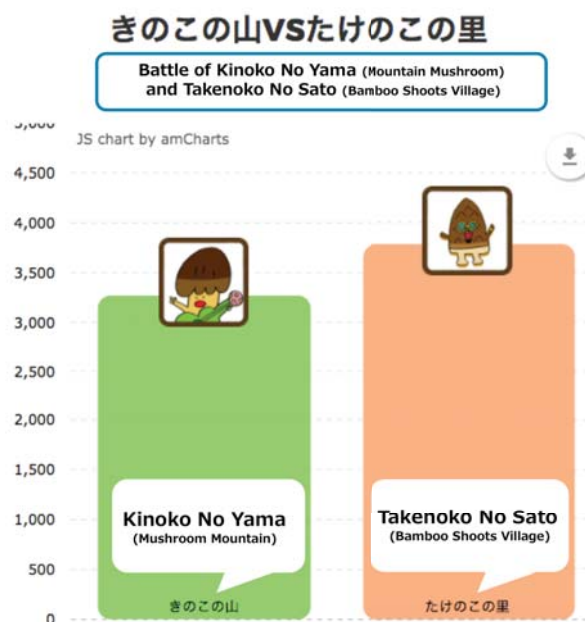 きのこの山VSたけのこの里
Battle of Kinoko No Yama (Mountain Mushroom)
and Takenoko No Sato (Bamboo Shoots Village)
5,000
JS chart by amCharts
4,500
4,000
3,500
3,000
2,500
2,000
1,500
1,000
500
0
Kinoko No Yama
(Mushroom Mountain)
きのこの山
Takenoko No Sato
(Bamboo Shoots Village)
たけのこの里